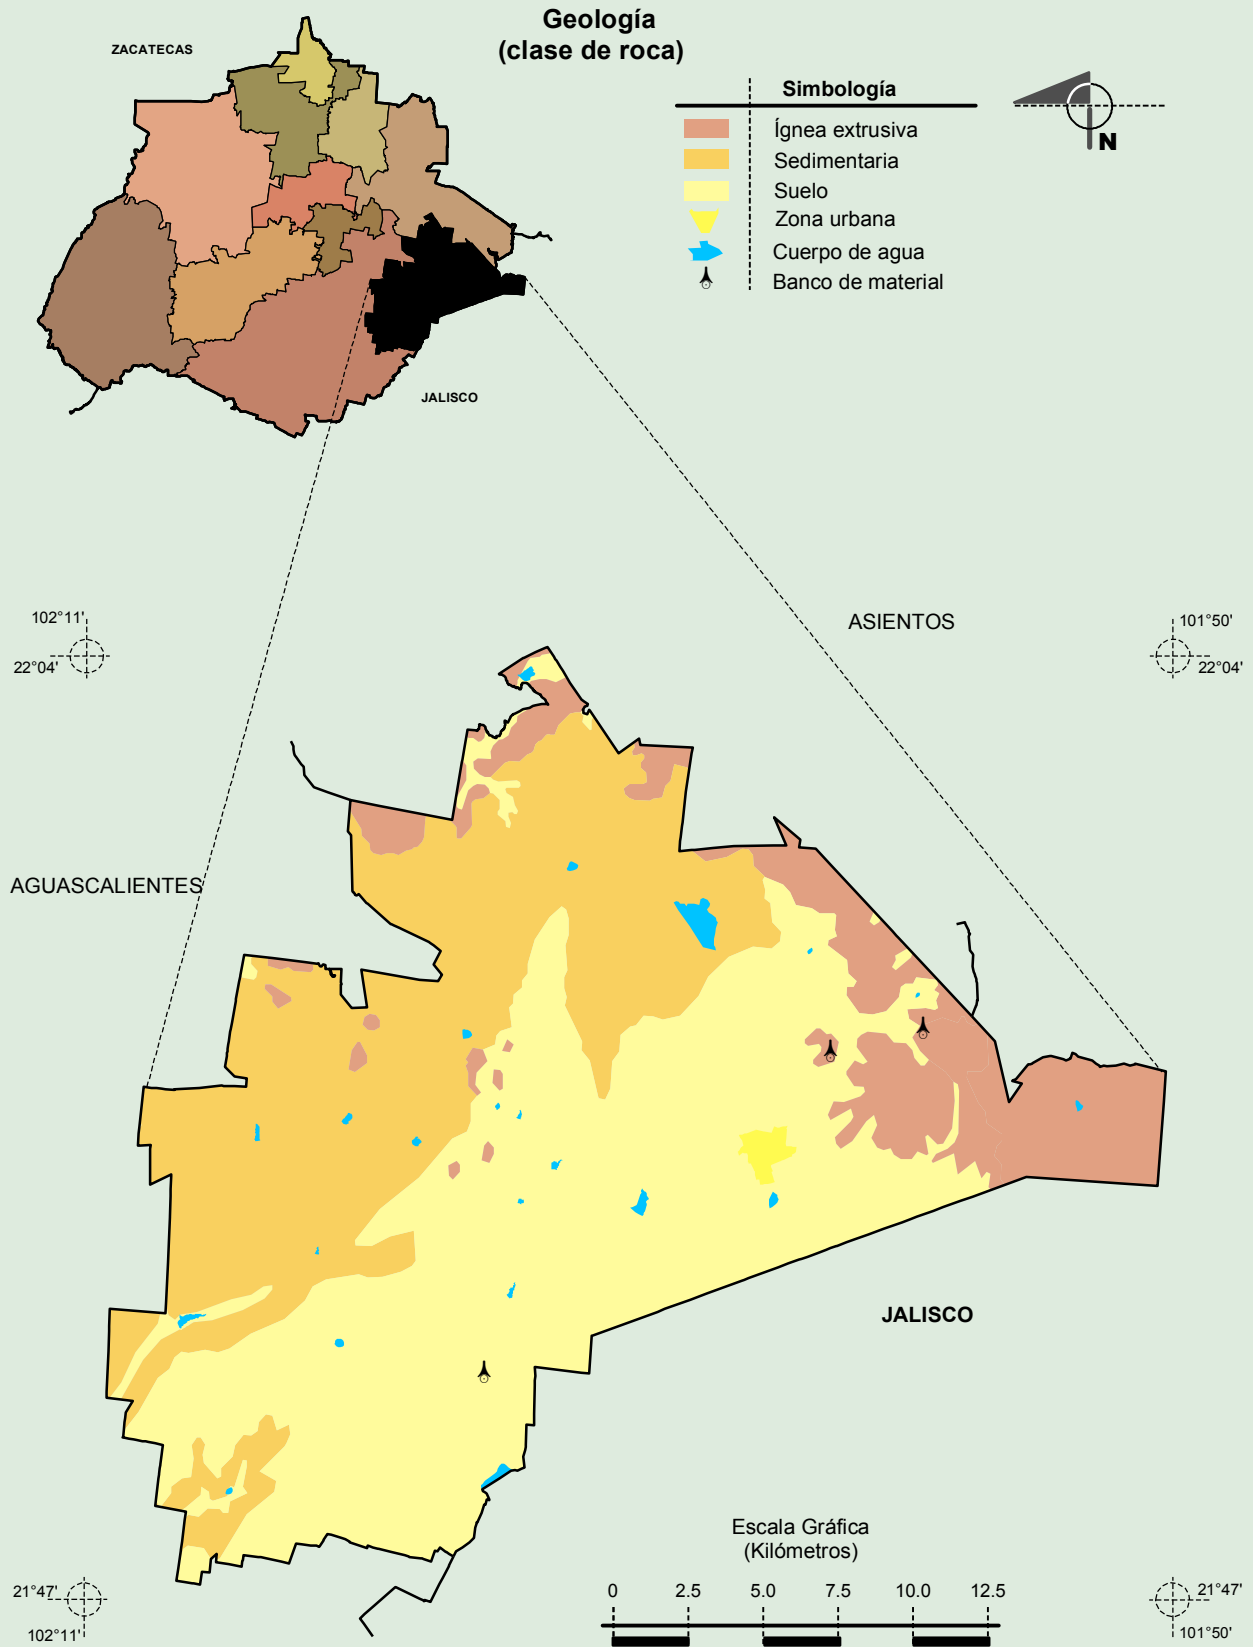 Geología
(clase de roca)
ZACATECAS
JALISCO
Simbología
Ígnea extrusiva
Sedimentaria
Suelo
Zona urbana
Cuerpo de agua
Banco de material
N
102°11'
22°04'
ASIENTOS
101°50'
22°04'
AGUASCALIENTES
JALISCO
Escala Gráfica
(Kilómetros)
0 2.5 5.0 7.5 10.0 12.5
21°47'
102°11'
21°47'
101°50'